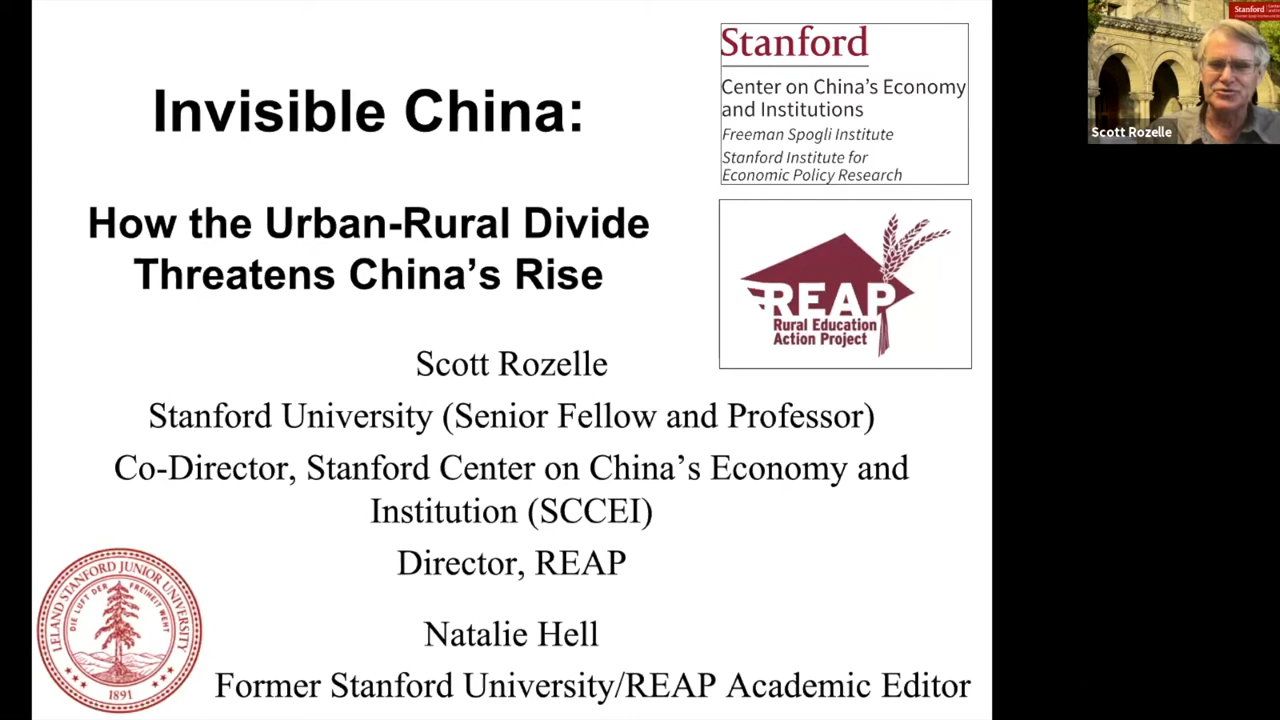 Invisible China:
How the Urban-Rural Divide
Threatens China's Rise
Stanford
Center on China's Economy
and Institutions
Freeman Spogli Institute
Stanford Institute for
Economic Policy Research
REAP
Rural Education
Action Project
Scott Rozelle
Stanford University (Senior Fellow and Professor)
Co-Director, Stanford Center on China's Economy and
Institution (SCCEI)
Director, REAP
Natalie Hell
Former Stanford University/REAP Academic Editor
LELAND STANFORD JUNIOR UNIVERSITY
DIE LUFT DER FREIHEIT WEHT
1891
Stanford
Scott Rozelle